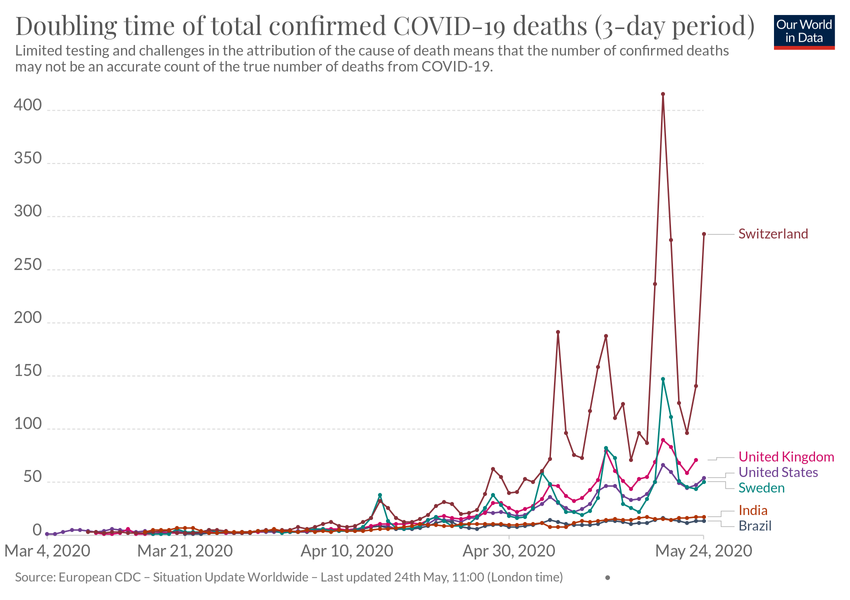 Doubling time of total confirmed COVID-19 deaths (3-day period)
Our World
in Data
Limited testing and challenges in the attribution of the cause of death means that the number of confirmed deaths
may not be an accurate count of the true number of deaths from COVID-19.
400
350
300
250
200
150
100
50
0
Switzerland
United Kingdom
United States
Sweden
India
Brazil
Mar 4, 2020
Mar 21, 2020
Apr 10, 2020
Apr 30, 2020
May 24, 2020
Source: European CDC – Situation Update Worldwide – Last updated 24th May, 11:00 (London time)